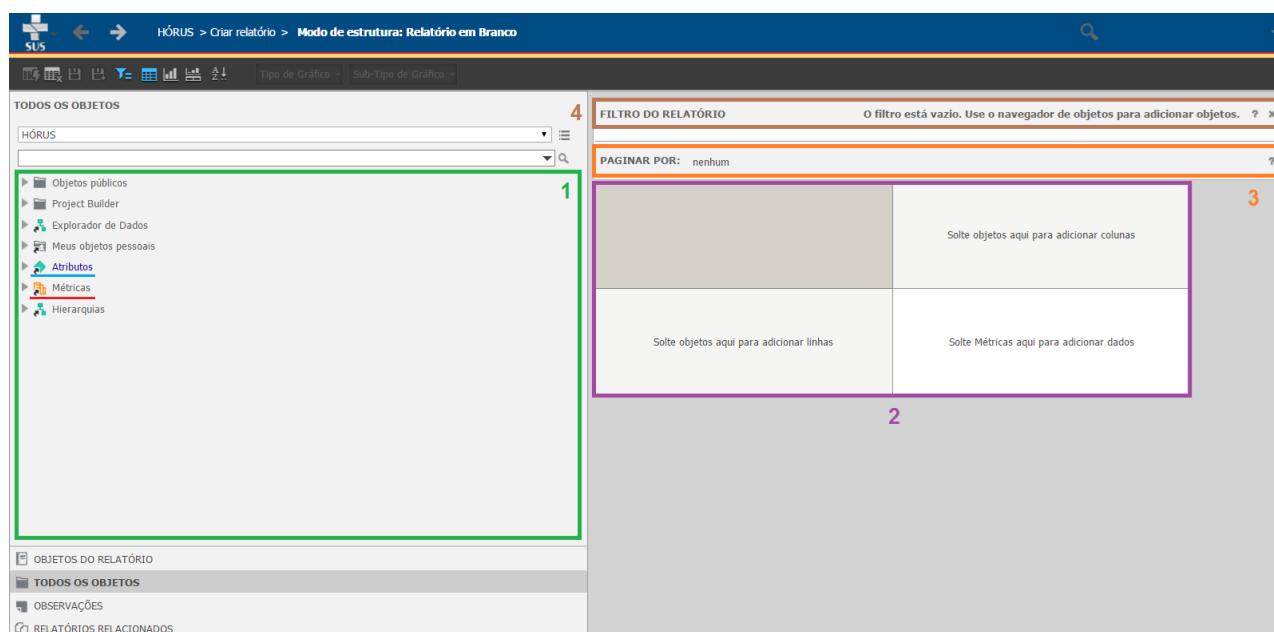 SUS
HÓRUS > Criar relatório > Modo de estrutura: Relatório em Branco
Tipo de Gráfico
Sub-Tipo de Gráfico
TODOS OS OBJETOS
4
HÓRUS
1
Objetos públicos
Project Builder
Explorador de Dados
Meus objetos pessoais
Atributos
Métricas
Hierarquias
OBJETOS DO RELATÓRIO
TODOS OS OBJETOS
OBSERVAÇÕES
RELATÓRIOS RELACIONADOS
FILTRO DO RELATÓRIO O filtro está vazio. Use o navegador de objetos para adicionar objetos. ?
PAGINAR POR: nenhum ?
3
Solte objetos aqui para adicionar colunas
Solte objetos aqui para adicionar linhas Solte Métricas aqui para adicionar dados
2